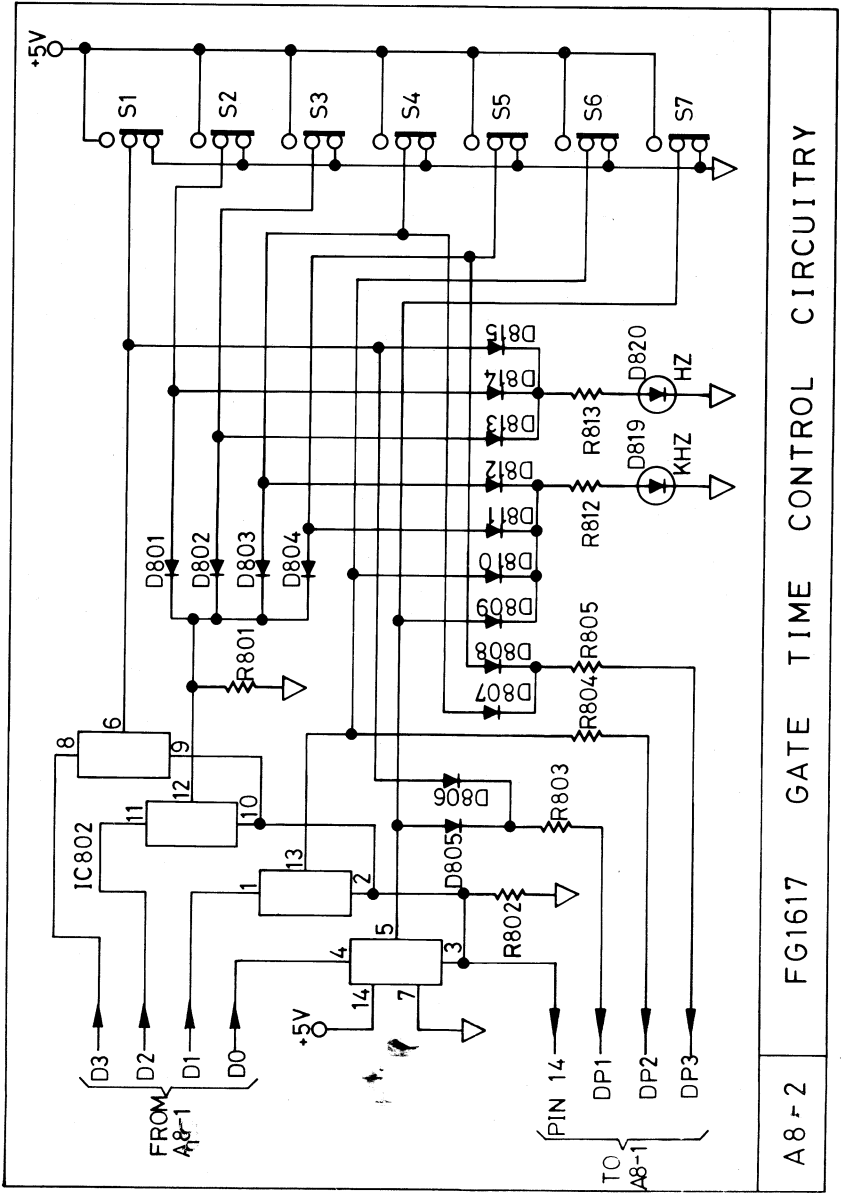 +5V
S1
S2
S3
S4
S5
S6
S7
D815
D814
D813
D812
D811
D810
D809
D808
D807
D820
HZ
R813
D819
KHZ
R812
D801
D802
D803
D804
R801
R805
R804
8
6
9
11
12
10
IC802
1
13
2
D806
D805
R803
R802
4
5
3
14
7
+5V
D3
D2
D1
D0
FROM
A8-1
PIN 14
DP1
DP2
DP3
TO
A8-1
A8-2
FG1617 GATE TIME CONTROL CIRCUITRY